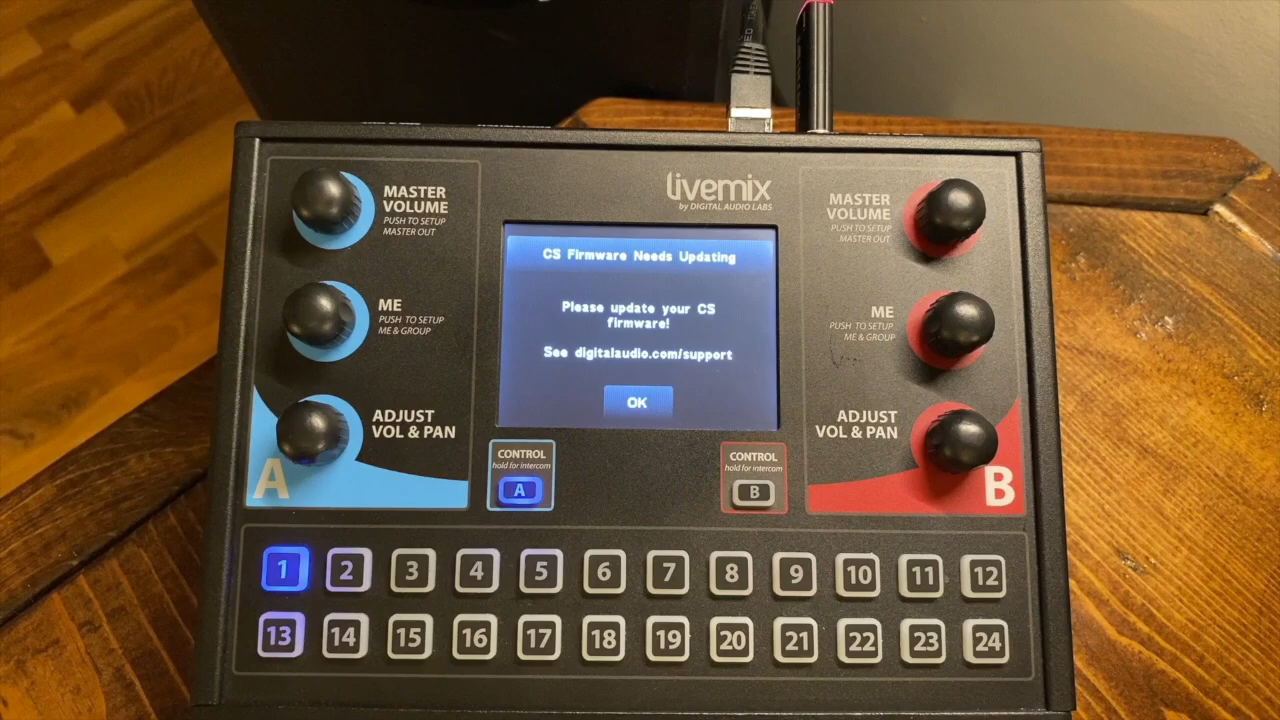 livemix
by DIGITAL AUDIO LABS
MASTER
VOLUME
PUSH TO SETUP
MASTER OUT
ME
PUSH TO SETUP
ME & GROUP
ADJUST
VOL & PAN
A
CS Firmware Needs Updating
Please update your CS
firmware!
See digitalaudio.com/support
OK
CONTROL
hold for intercom
A
CONTROL
hold for intercom
B
MASTER
VOLUME
PUSH TO SETUP
MASTER OUT
ME
PUSH TO SETUP
ME & GROUP
ADJUST
VOL & PAN
B
1 2 3 4 5 6 7 8 9 10 11 12
13 14 15 16 17 18 19 20 21 22 23 24